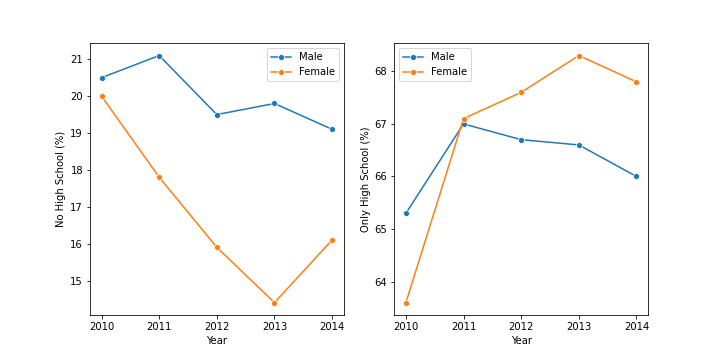 Male
Female
21
20
19
18
17
16
15
No High School (%)
2010 2011 2012 2013 2014
Year
Male
Female
68
67
66
65
64
Only High School (%)
2010 2011 2012 2013 2014
Year